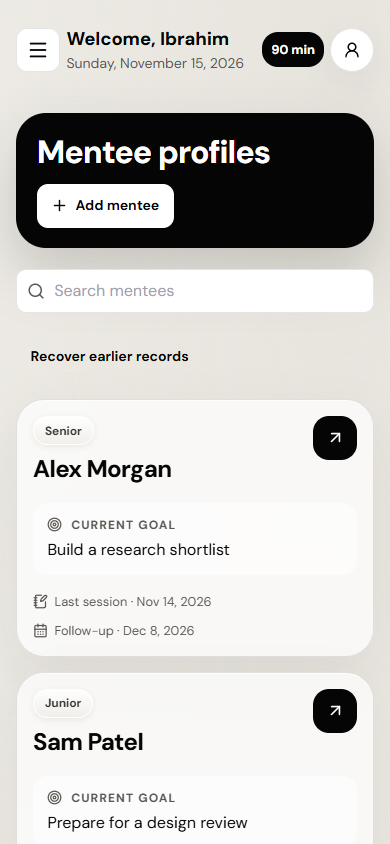 Welcome, Ibrahim
Sunday, November 15, 2026
90 min
Mentee profiles
Add mentee
Search mentees
Recover earlier records
Senior
Alex Morgan
CURRENT GOAL
Build a research shortlist
Last session · Nov 14, 2026
Follow-up · Dec 8, 2026
Junior
Sam Patel
CURRENT GOAL
Prepare for a design review